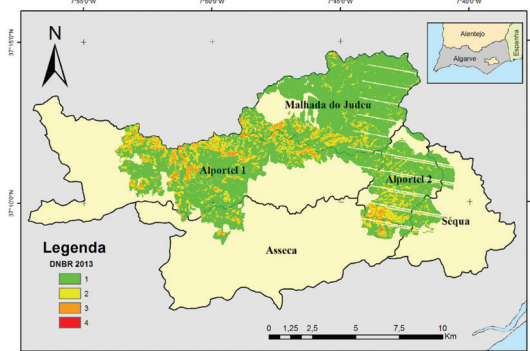 7°55'0"W
7°50'0"W
7°45'0"W
7°40'0"W
37°15'0"N
37°10'0"N
N
Alentejo
Algarve
Espanha
Malhada do Judeu
Alportel 1
Alportel 2
Séqua
Asseca
Legenda
DNBR 2013
1
2
3
4
0 1,25 2,5 5 7,5 10
Km